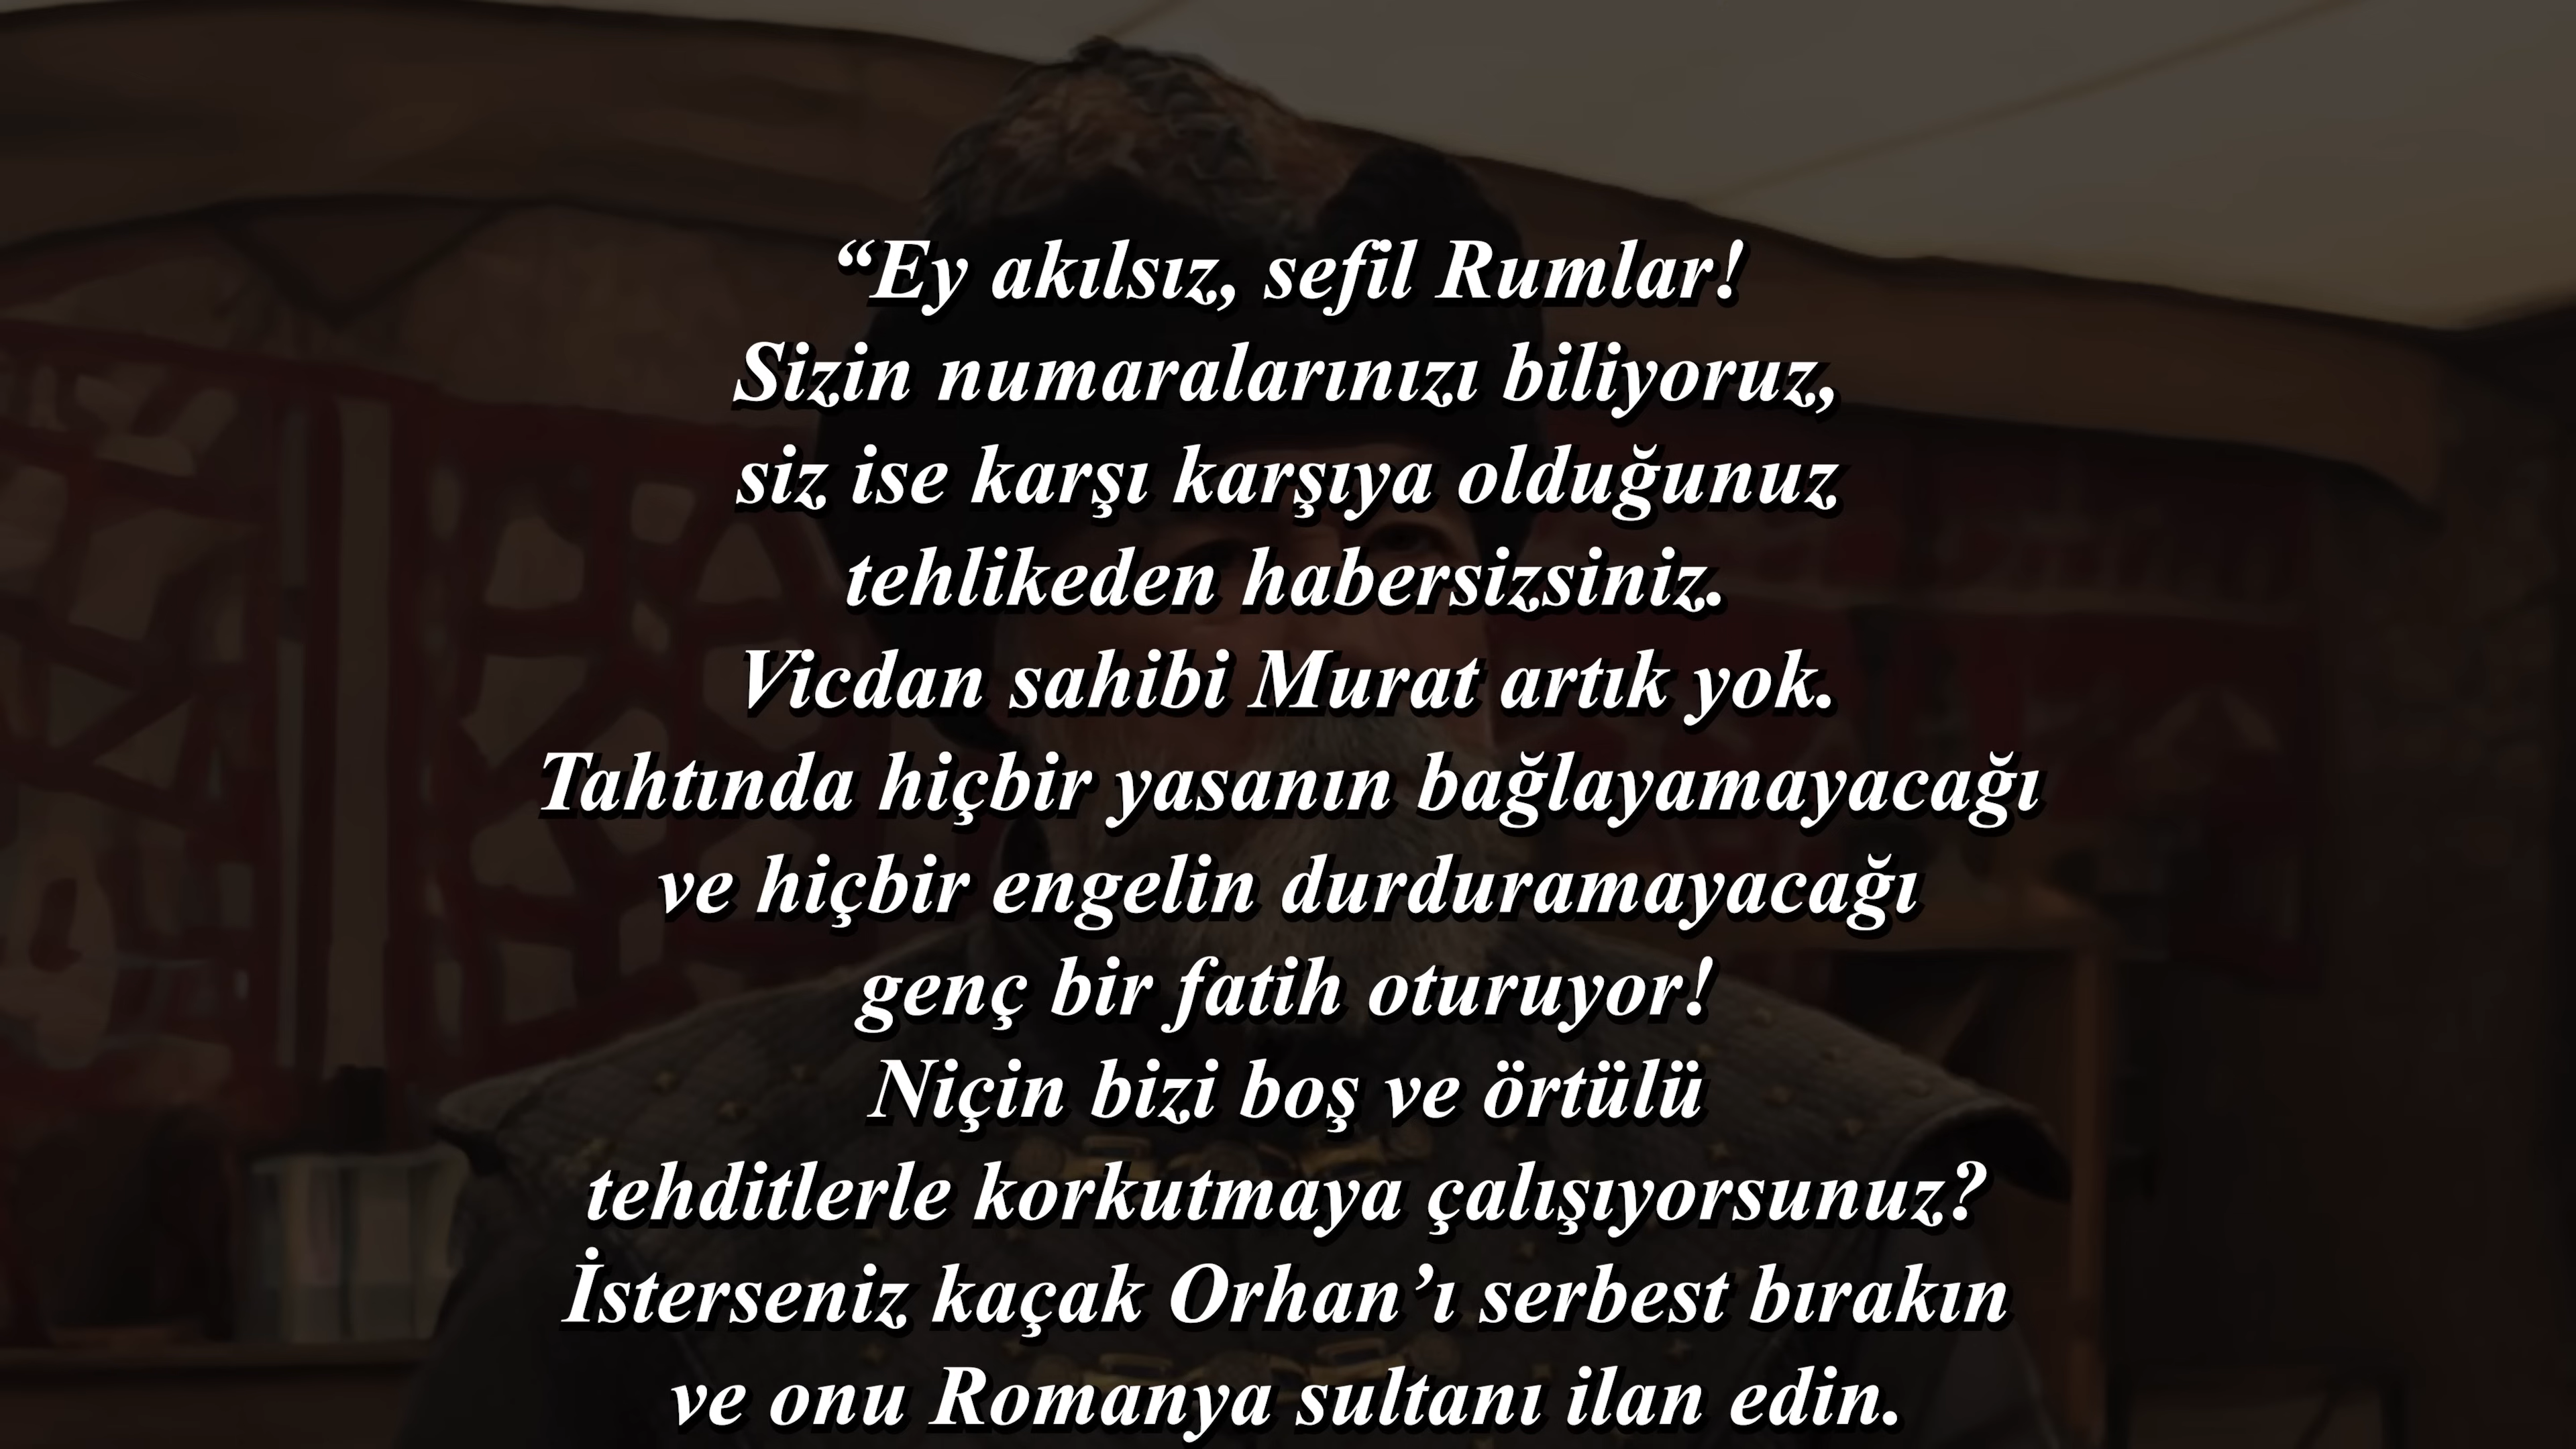 “Ey akılsız, sefil Rumlar!
Sizin numaralarınızı biliyoruz,
siz ise karşı karşıya olduğunuz
tehlikeden habersizsiniz.
Vicdan sahibi Murat artık yok.
Tahtında hiçbir yasanın bağlayamayacağı
ve hiçbir engelin durduramayacağı
genç bir fatih oturuyor!
Niçin bizi boş ve örtülü
tehditlerle korkutmaya çalışıyorsunuz?
İsterseniz kaçak Orhan’ı serbest bırakın
ve onu Romanya sultanı ilan edin.